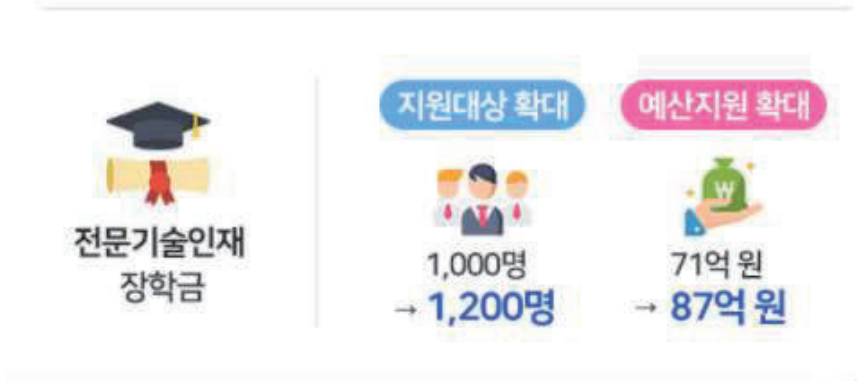 전문기술인재
장학금
지원대상 확대
1,000명
→ 1,200명
예산지원 확대
₩
71억 원
→ 87억 원